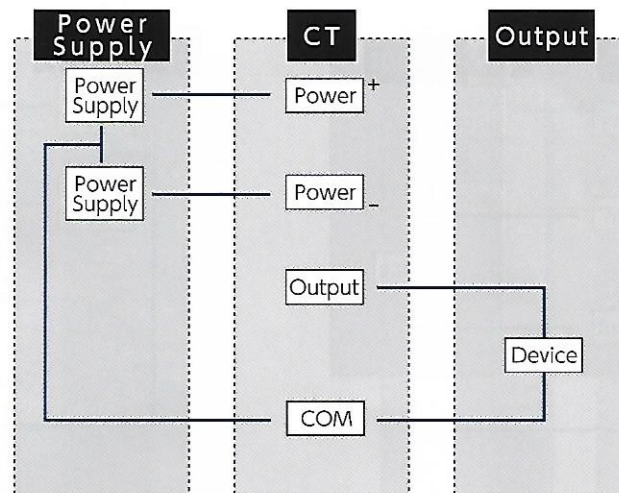 Power
Supply
CT
Output
Power
Supply
Power +
Power
Supply
Power −
Output
Device
COM